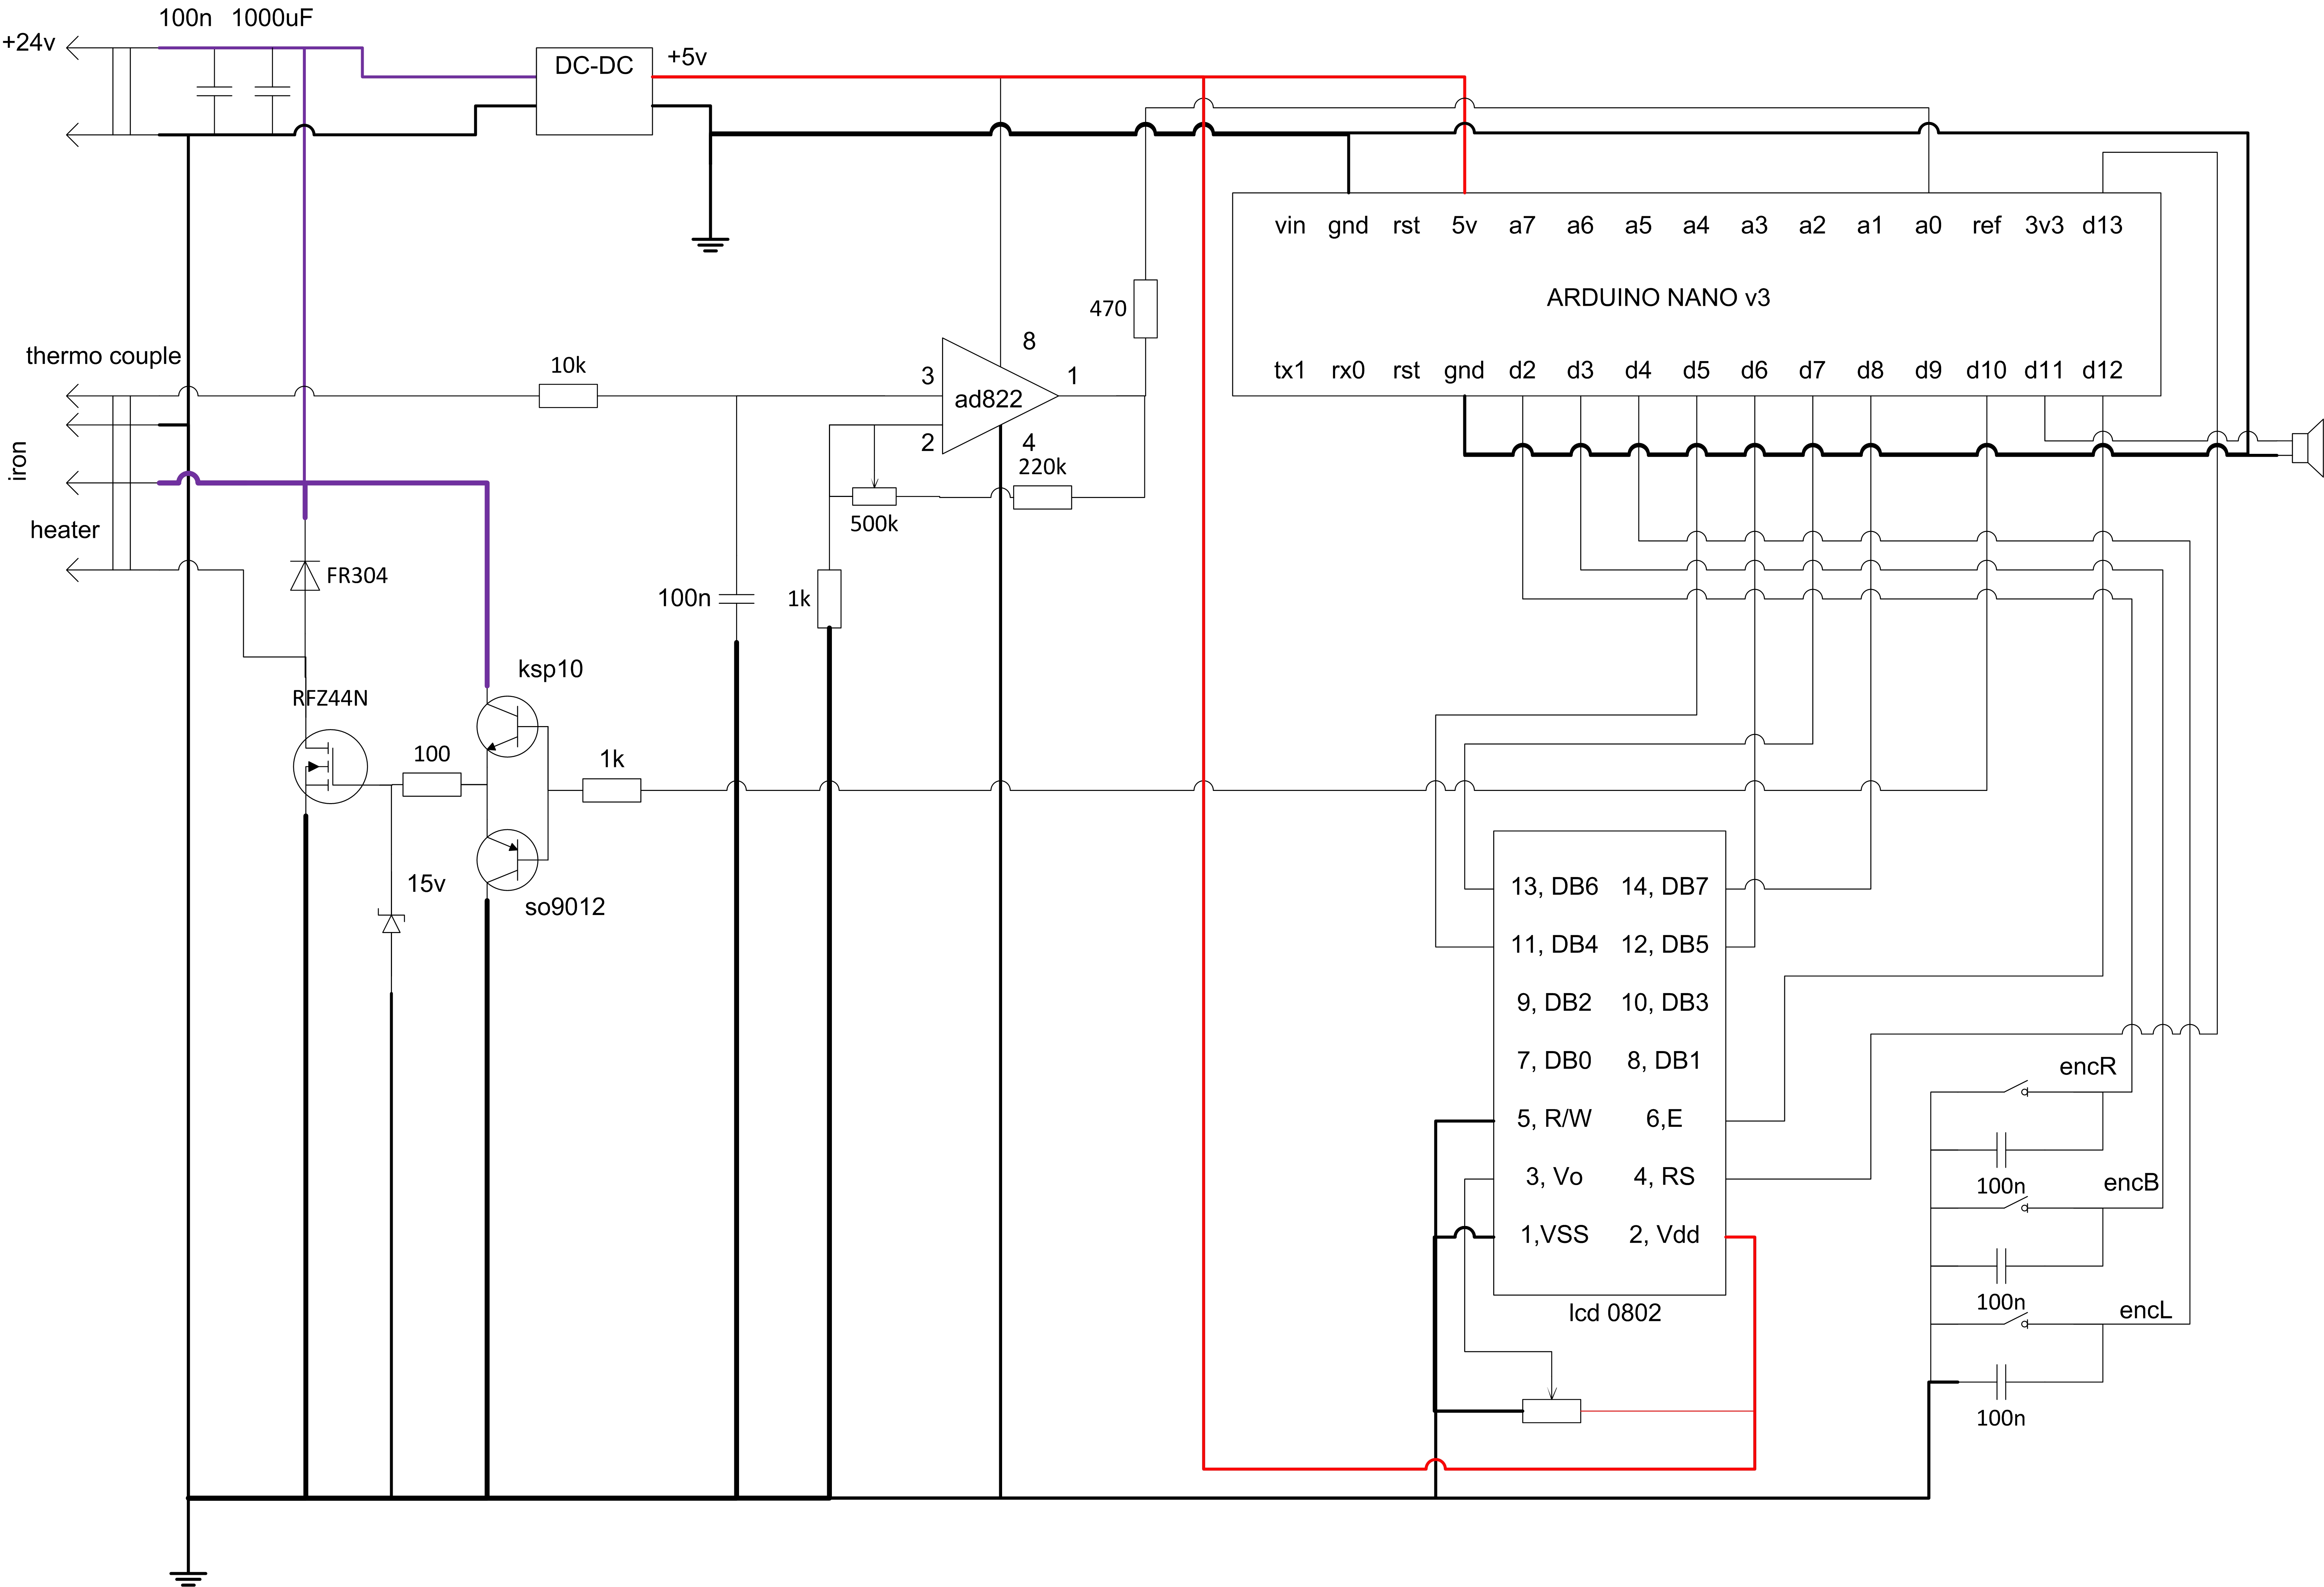 100n 1000uF
+24v
DC-DC
+5v
vin gnd rst 5v a7 a6 a5 a4 a3 a2 a1 a0 ref 3v3 d13
ARDUINO NANO v3
tx1 rx0 rst gnd d2 d3 d4 d5 d6 d7 d8 d9 d10 d11 d12
470
thermo couple
10k
3
8
1
ad822
2
4
220k
iron
500k
heater
FR304
100n
1k
ksp10
RFZ44N
100
1k
15v
so9012
13, DB6 14, DB7
11, DB4 12, DB5
9, DB2 10, DB3
7, DB0 8, DB1
5, R/W 6,E
3, Vo 4, RS
1,VSS 2, Vdd
lcd 0802
encR
100n
encB
100n
encL
100n